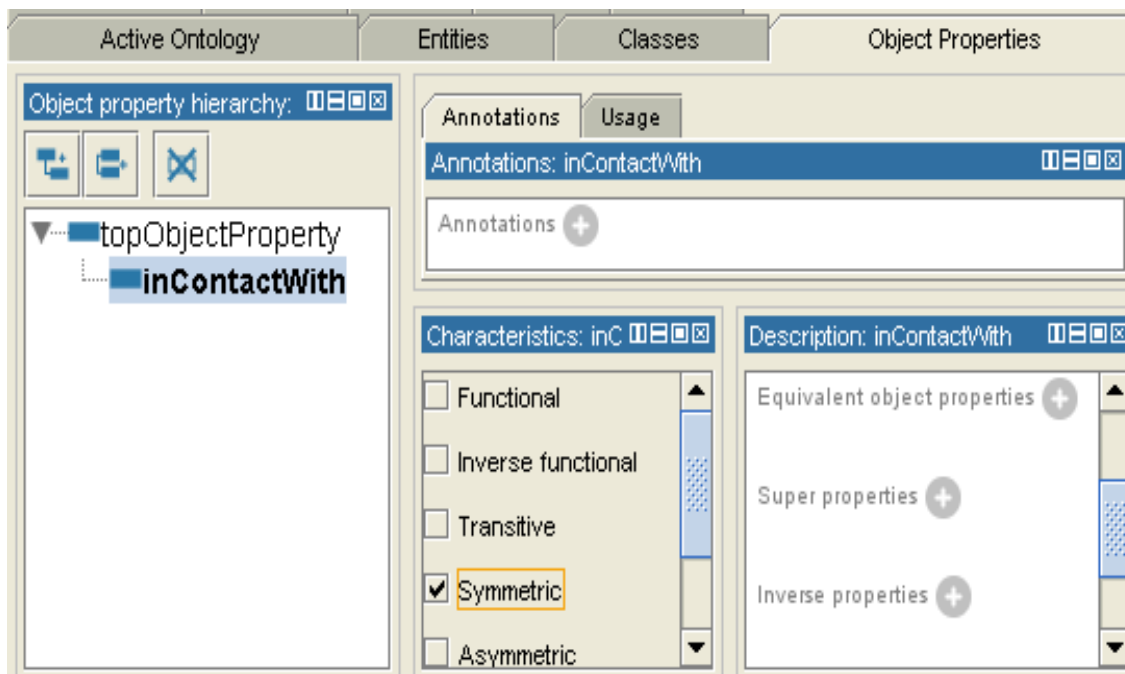 Active Ontology
Entities
Classes
Object Properties
Object property hierarchy:
topObjectProperty
inContactWith
Annotations
Usage
Annotations: inContactWith
Annotations
Characteristics: inC
Functional
Inverse functional
Transitive
Symmetric
Asymmetric
Description: inContactWith
Equivalent object properties
Super properties
Inverse properties